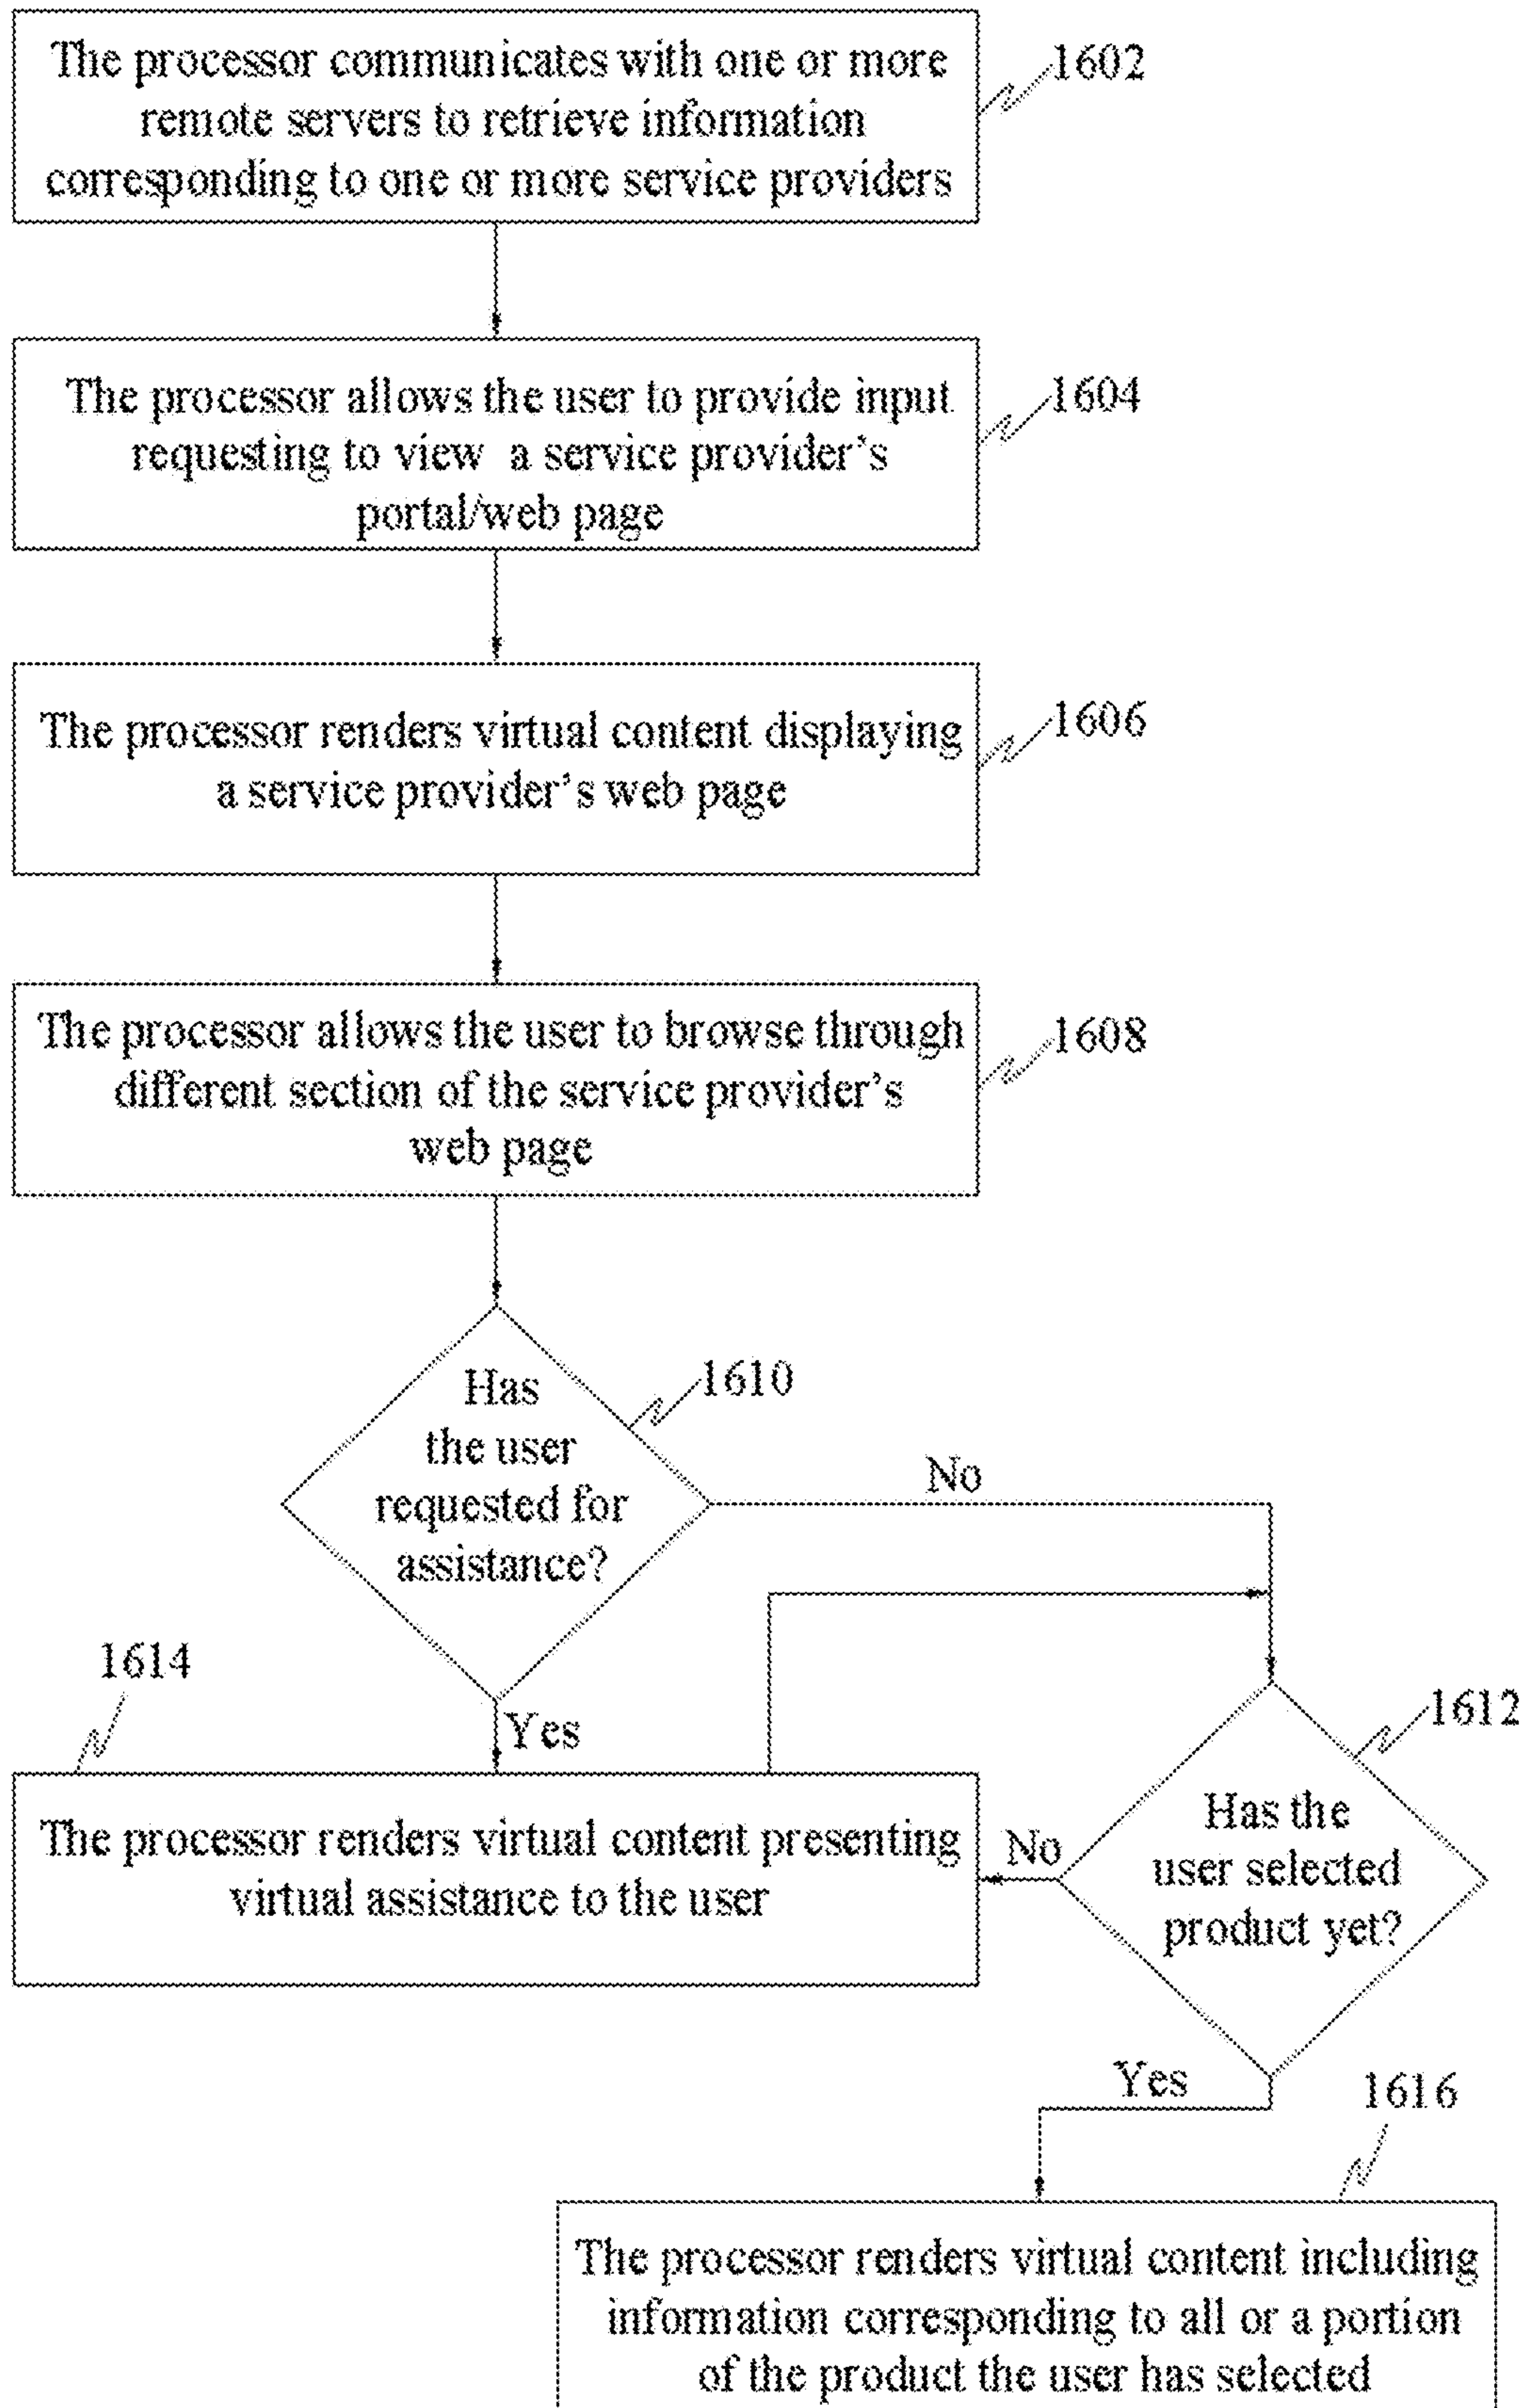 The processor communicates with one or more
remote servers to retrieve information
corresponding to one or more service providers
1602
The processor allows the user to provide input
requesting to view a service provider's
portal/web page
1604
The processor renders virtual content displaying
a service provider's web page
1606
The processor allows the user to browse through
different section of the service provider's
web page
1608
Has
the user
requested for
assistance?
1610
No
Yes
1614
The processor renders virtual content presenting
virtual assistance to the user
1612
Has the
user selected
product yet?
No
Yes
1616
The processor renders virtual content including
information corresponding to all or a portion
of the product the user has selected